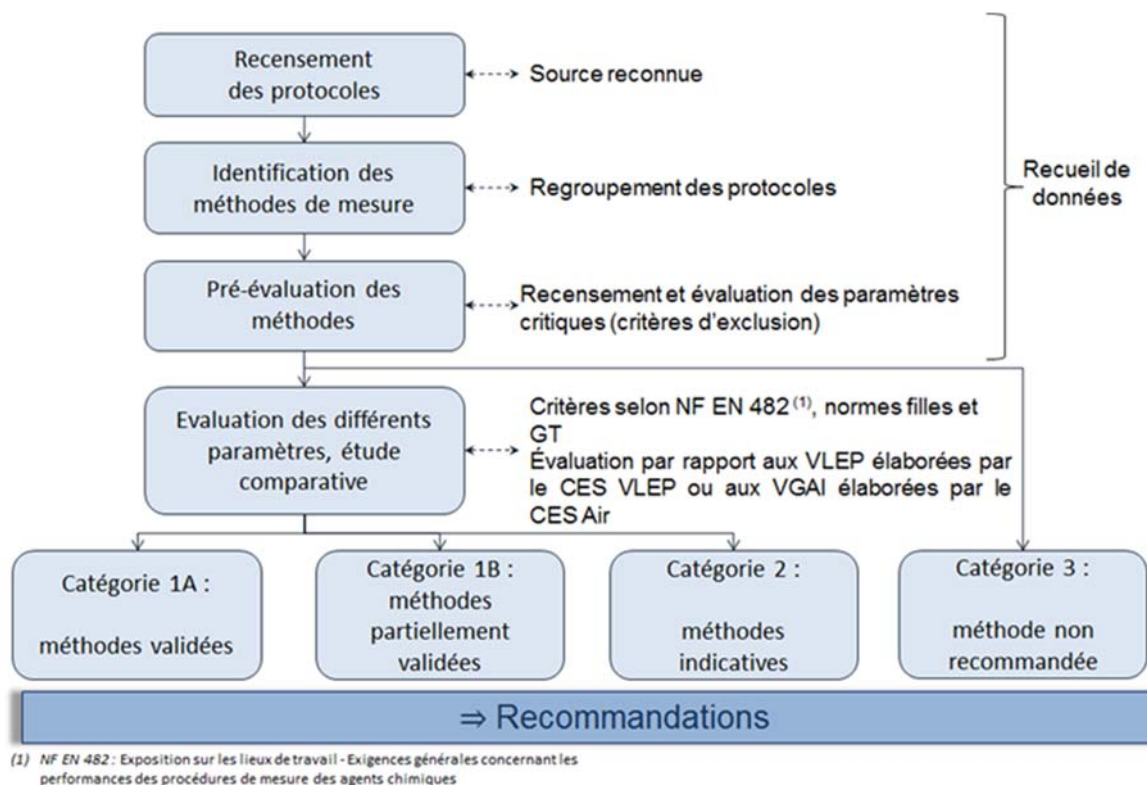 Recensement
des protocoles
Source reconnue
Identification des
méthodes de mesure
Regroupement des protocoles
Recueil de
données
Pré-évaluation des
méthodes
Recensement et évaluation des paramètres
critiques (critères d'exclusion)
Evaluation des différents
paramètres, étude
comparative
Critères selon NF EN 482 (1), normes filles et
GT
Évaluation par rapport aux VLEP élaborées par
le CES VLEP ou aux VGAI élaborées par le
CES Air
Catégorie 1A :
méthodes validées
Catégorie 1B :
méthodes
partiellement
validées
Catégorie 2 :
méthodes
indicatives
Catégorie 3 :
méthode non
recommandée
⇒ Recommandations
(1) NF EN 482 : Exposition sur les lieux de travail - Exigences générales concernant les
performances des procédures de mesure des agents chimiques